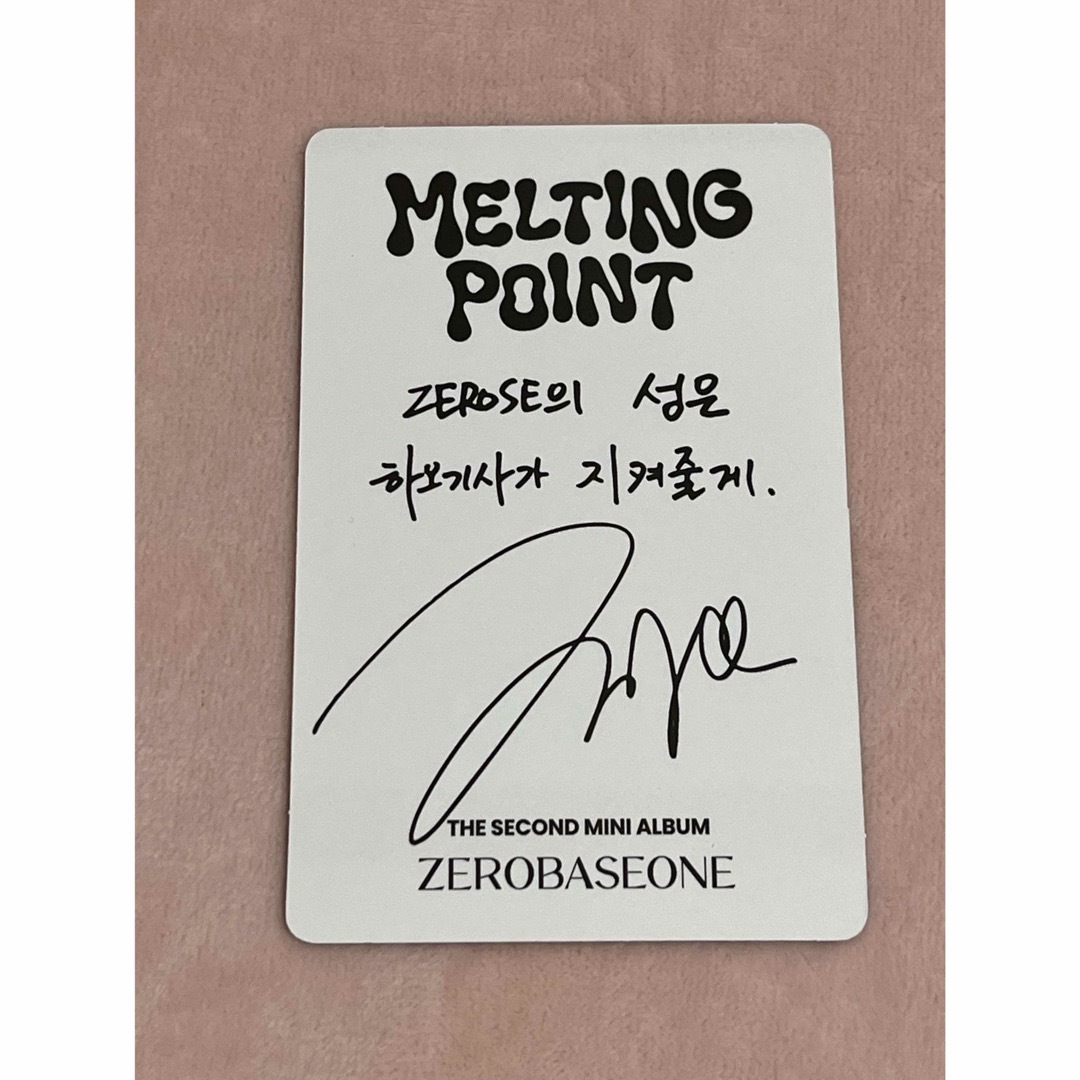 MELTING
POINT
ZEROSE의 성은
하오기사가 지켜줄게.
THE SECOND MINI ALBUM
ZEROBASEONE